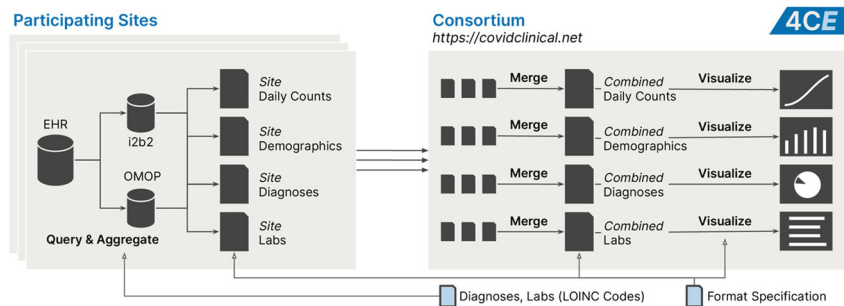 Participating Sites
Consortium
https://covidclinical.net
4CE
EHR
i2b2
OMOP
Query & Aggregate
Site
Daily Counts
Site
Demographics
Site
Diagnoses
Site
Labs
Merge
Combined
Daily Counts
Visualize
Merge
Combined
Demographics
Visualize
Merge
Combined
Diagnoses
Visualize
Merge
Combined
Labs
Visualize
Diagnoses, Labs (LOINC Codes)
Format Specification